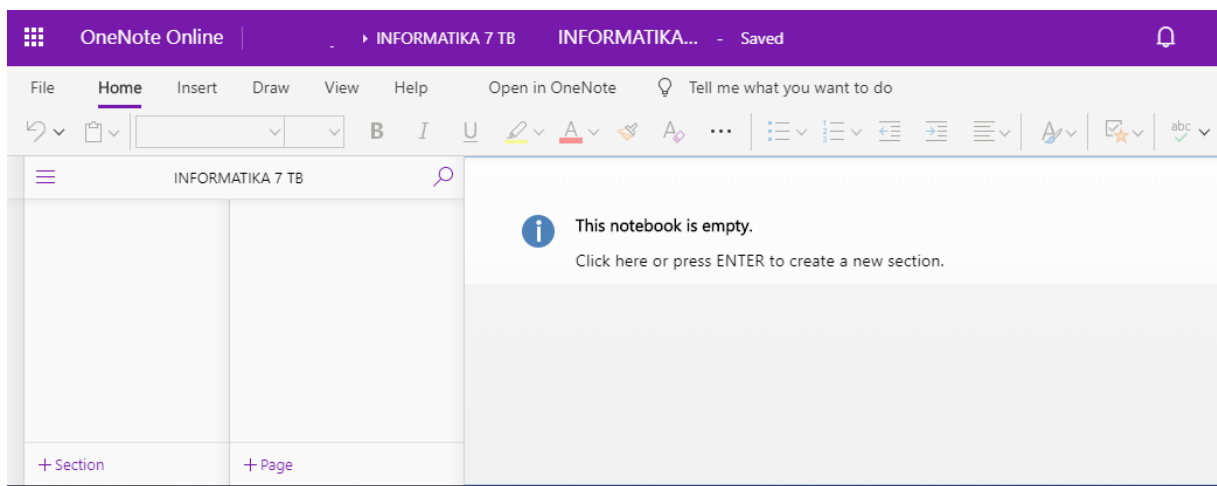 OneNote Online INFORMATIKA 7 TB INFORMATIKA... - Saved
File Home Insert Draw View Help Open in OneNote Tell me what you want to do
B I U A A ... abc
INFORMATIKA 7 TB
This notebook is empty.
Click here or press ENTER to create a new section.
+ Section + Page